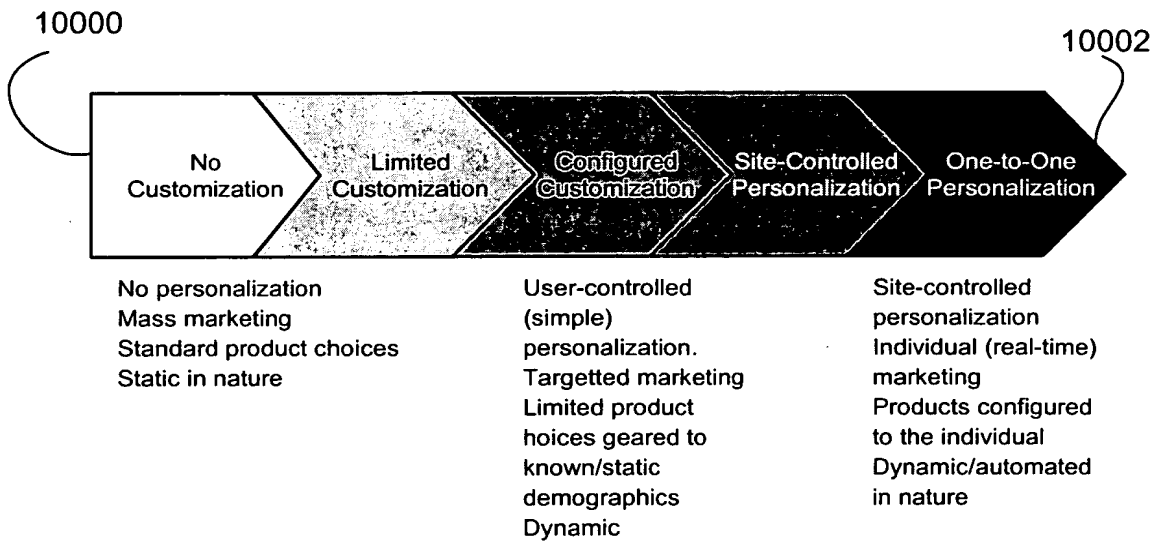 10000
10002
No
Customization
Limited
Customization
Configured
Customization
Site-Controlled
Personalization
One-to-One
Personalization
No personalization
Mass marketing
Standard product choices
Static in nature
User-controlled
(simple)
personalization.
Targetted marketing
Limited product
hoices geared to
known/static
demographics
Dynamic
Site-controlled
personalization
Individual (real-time)
marketing
Products configured
to the individual
Dynamic/automated
in nature